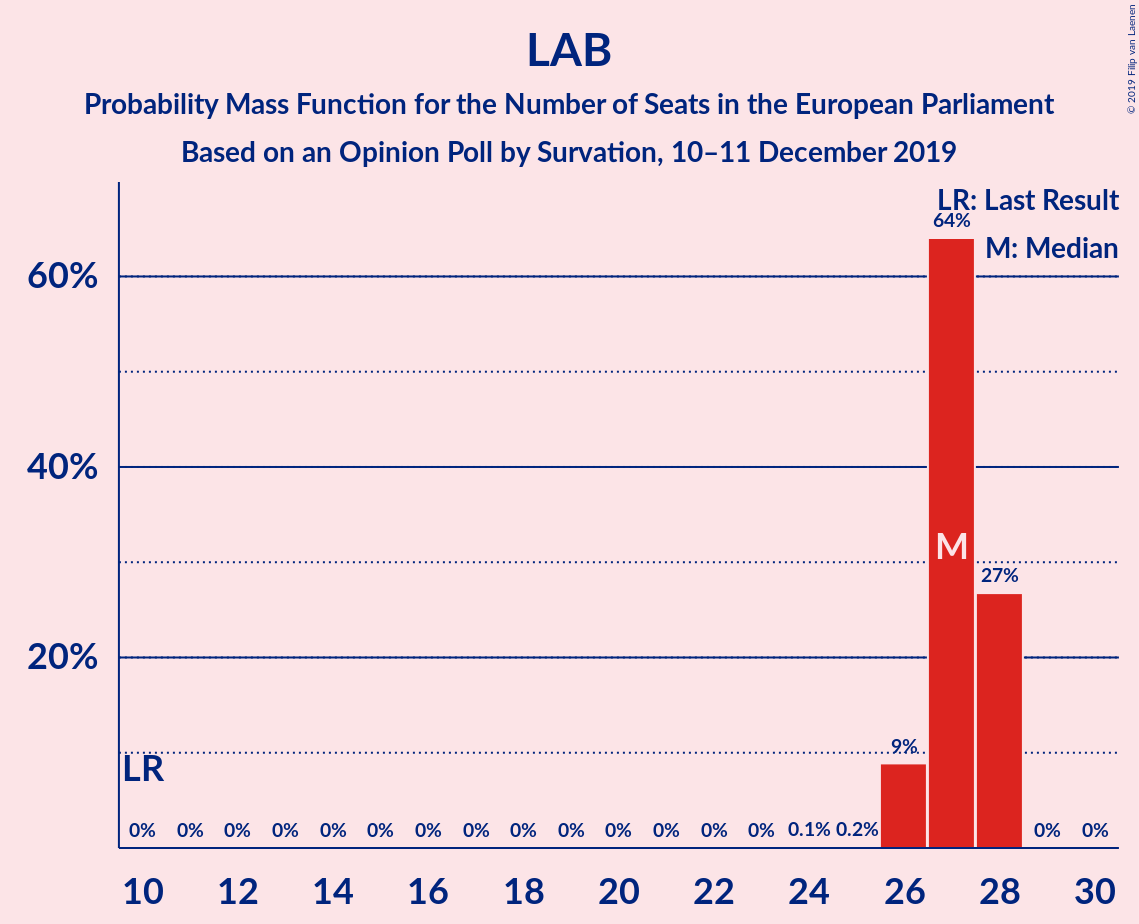 LAB
Probability Mass Function for the Number of Seats in the European Parliament
Based on an Opinion Poll by Survation, 10–11 December 2019
© 2019 Filip van Laenen
LR: Last Result
M: Median
60%
40%
20%
LR
M
0% 0% 0% 0% 0% 0% 0% 0% 0% 0% 0% 0% 0% 0% 0.1% 0.2% 9% 64% 27% 0% 0%
10 12 14 16 18 20 22 24 26 28 30